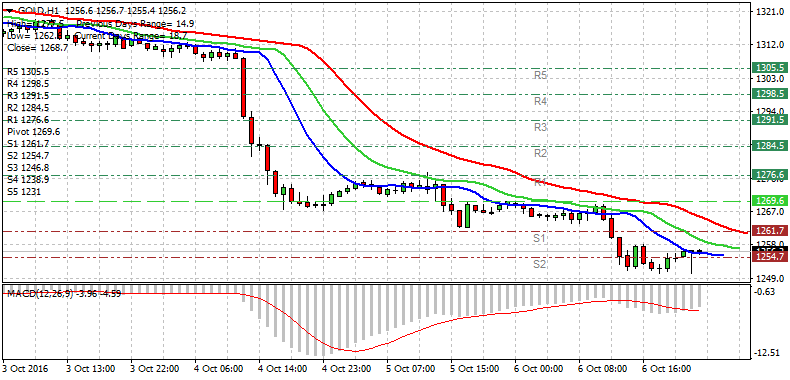 GOLD,H1 1256.6 1256.7 1255.4 1256.2
Previous Days Range= 14.9
Low= 1262. Current Days Range=
Close= 1268.7
R5 1305.5
R4 1298.5
R3 1291.5
R2 1284.5
R1 1276.6
Pivot 1269.6
S1 1261.7
S2 1254.7
S3 1246.8
S4 1238.9
S5 1231
R5
R4
R3
R2
R1
S1
S2
1321.0
1312.0
1305.5
1303.0
1298.5
1294.0
1291.5
1284.5
1276.6
1269.6
1267.0
1261.7
1258.0
1254.7
1249.0
MACD(12,26,9) -3.96 -4.59
-0.63
-12.51
3 Oct 2016 3 Oct 13:00 3 Oct 22:00 4 Oct 06:00 4 Oct 14:00 4 Oct 23:00 5 Oct 07:00 5 Oct 15:00 6 Oct 00:00 6 Oct 08:00 6 Oct 16:00